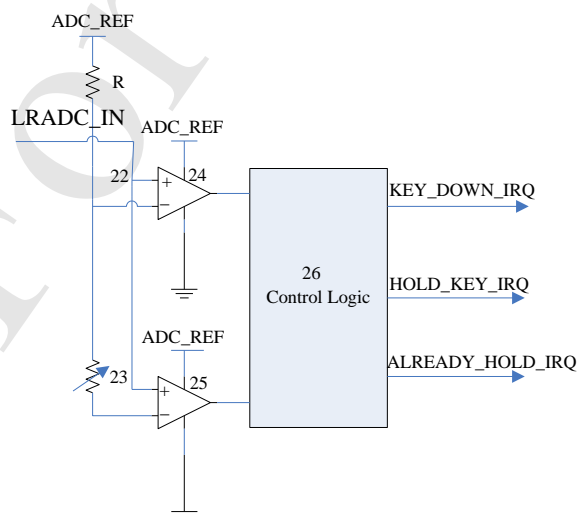 ADC_REF
R
LRADC_IN
ADC_REF
22
24
KEY_DOWN_IRQ
26
Control Logic
HOLD_KEY_IRQ
ADC_REF
ALREADY_HOLD_IRQ
23
25
+
−
+
−